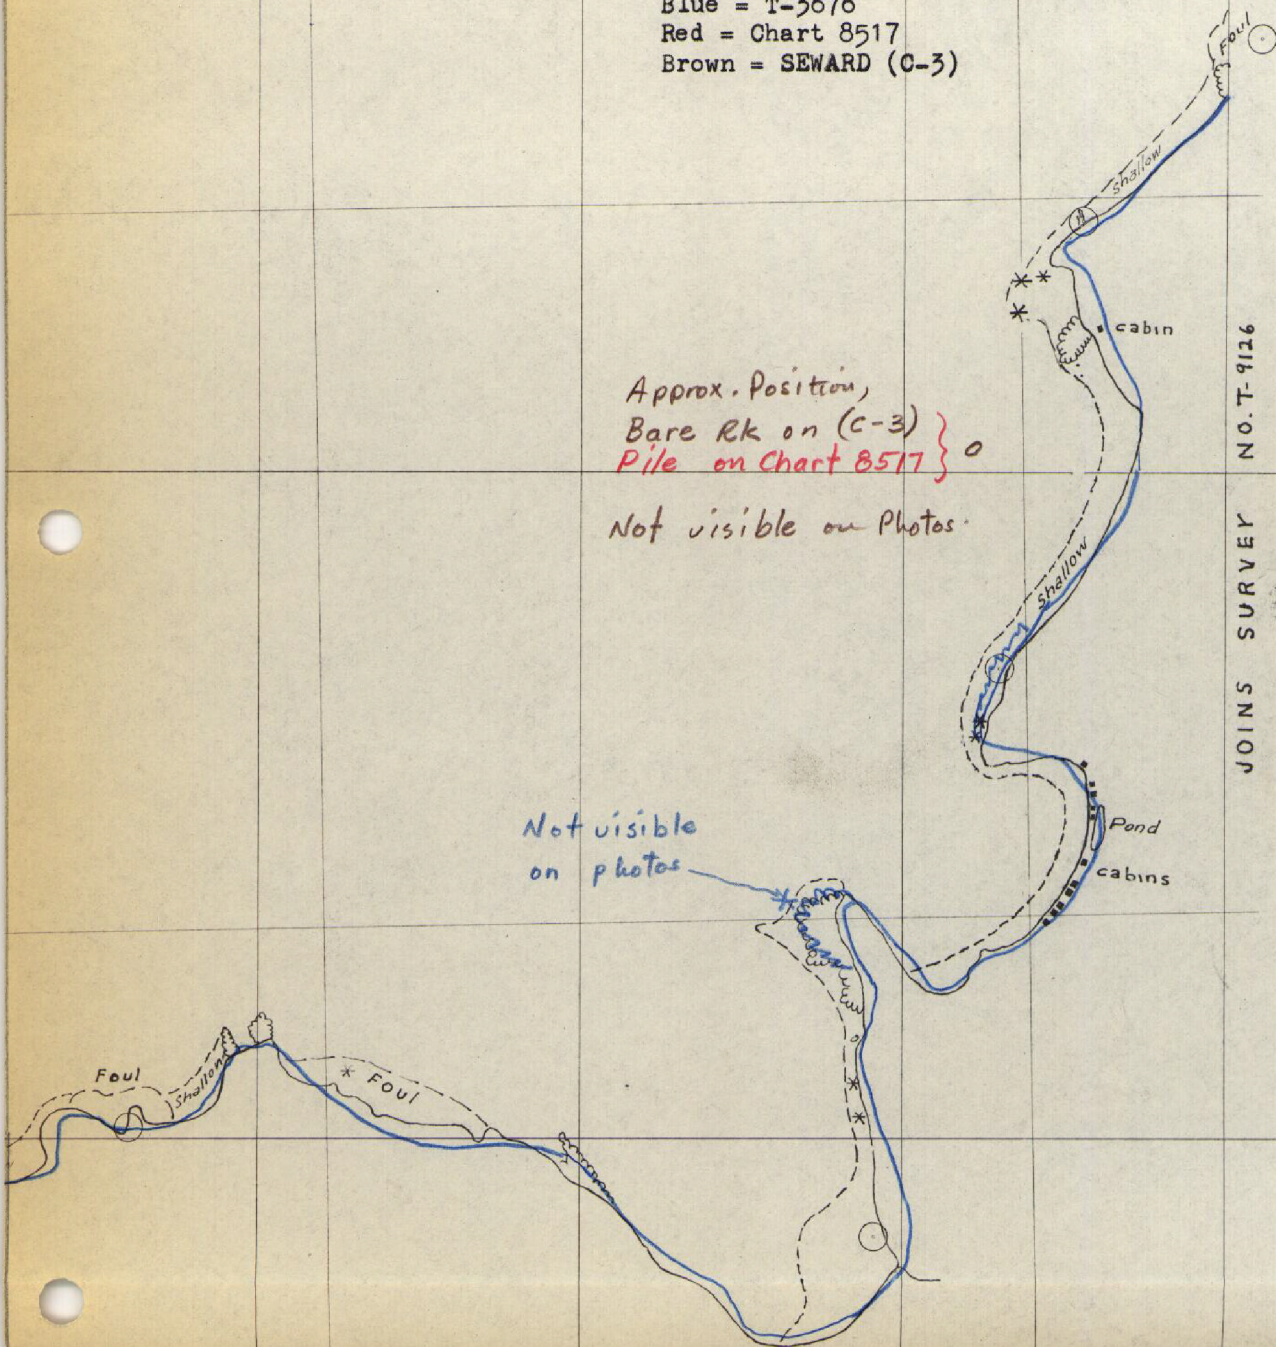 Blue = T-3678
Red = Chart 8517
Brown = SEWARD (C-3)
Foul
shallow
A
cabin
Approx. Position,
Bare Rk on (C-3)
Pile on Chart 8517
Not visible on Photos.
JOINS SURVEY NO. T-9126
shallow
Not visible
on photos
Pond
cabins
Foul
Shallow
FOUL